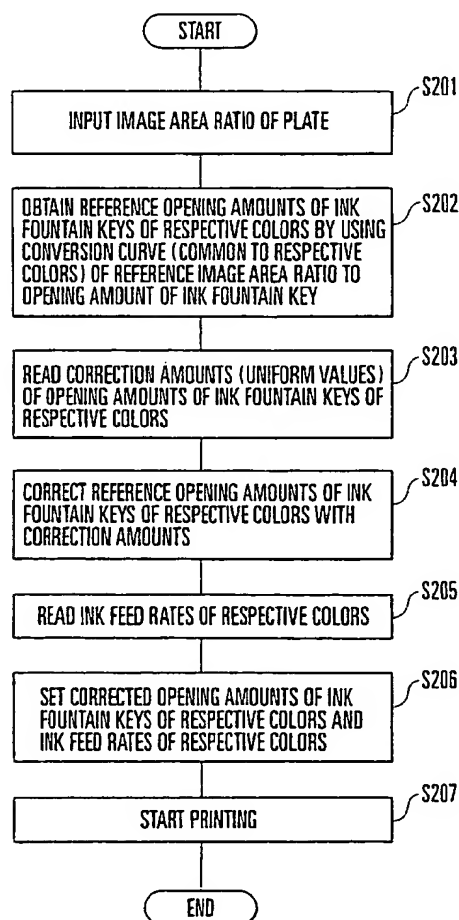 START
S201
INPUT IMAGE AREA RATIO OF PLATE
S202
OBTAIN REFERENCE OPENING AMOUNTS OF INK
FOUNTAIN KEYS OF RESPECTIVE COLORS BY USING
CONVERSION CURVE (COMMON TO RESPECTIVE
COLORS) OF REFERENCE IMAGE AREA RATIO TO
OPENING AMOUNT OF INK FOUNTAIN KEY
S203
READ CORRECTION AMOUNTS (UNIFORM VALUES)
OF OPENING AMOUNTS OF INK FOUNTAIN KEYS OF
RESPECTIVE COLORS
S204
CORRECT REFERENCE OPENING AMOUNTS OF INK
FOUNTAIN KEYS OF RESPECTIVE COLORS WITH
CORRECTION AMOUNTS
S205
READ INK FEED RATES OF RESPECTIVE COLORS
S206
SET CORRECTED OPENING AMOUNTS OF INK
FOUNTAIN KEYS OF RESPECTIVE COLORS AND
INK FEED RATES OF RESPECTIVE COLORS
S207
START PRINTING
END